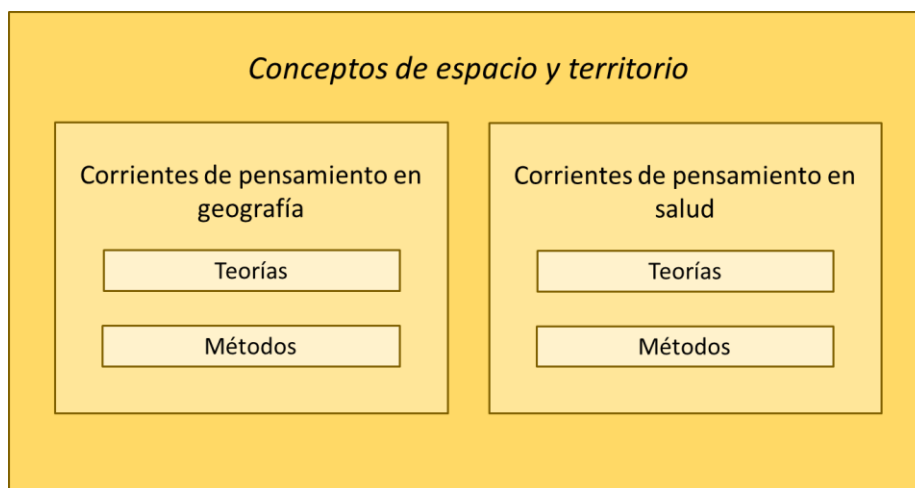 Conceptos de espacio y territorio
Corrientes de pensamiento en
geografía
Teorías
Métodos
Corrientes de pensamiento en
salud
Teorías
Métodos